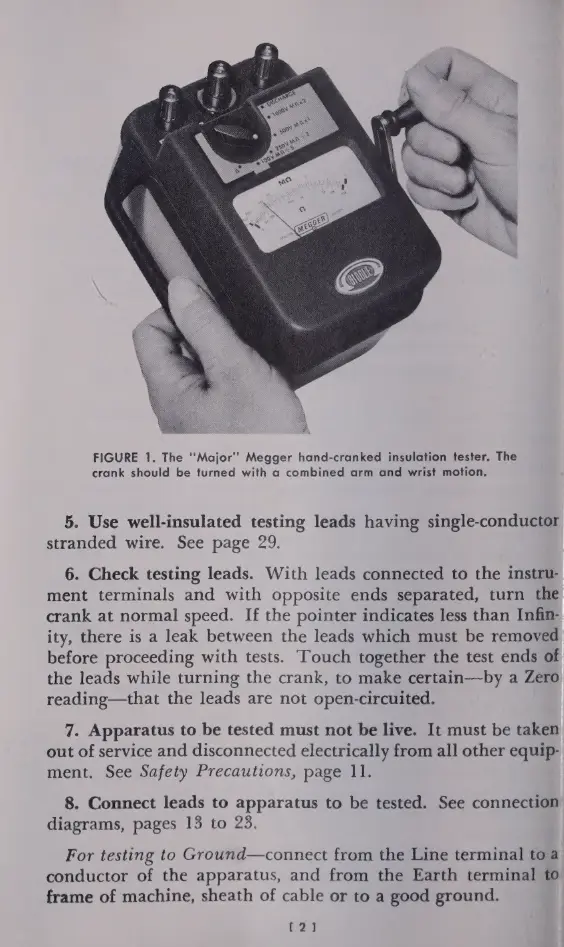 DISCHARGE
MΩ
Ω
MEGGER
BIDDLE
FIGURE 1. The "Major" Megger hand-cranked insulation tester. The
crank should be turned with a combined arm and wrist motion.
5. Use well-insulated testing leads having single-conductor
stranded wire. See page 29.
6. Check testing leads. With leads connected to the instru-
ment terminals and with opposite ends separated, turn the
crank at normal speed. If the pointer indicates less than Infin-
ity, there is a leak between the leads which must be removed
before proceeding with tests. Touch together the test ends of
the leads while turning the crank, to make certain—by a Zero
reading—that the leads are not open-circuited.
7. Apparatus to be tested must not be live. It must be taken
out of service and disconnected electrically from all other equip-
ment. See Safety Precautions, page 11.
8. Connect leads to apparatus to be tested. See connection
diagrams, pages 13 to 23.
For testing to Ground—connect from the Line terminal to a
conductor of the apparatus, and from the Earth terminal to
frame of machine, sheath of cable or to a good ground.
[ 2 ]